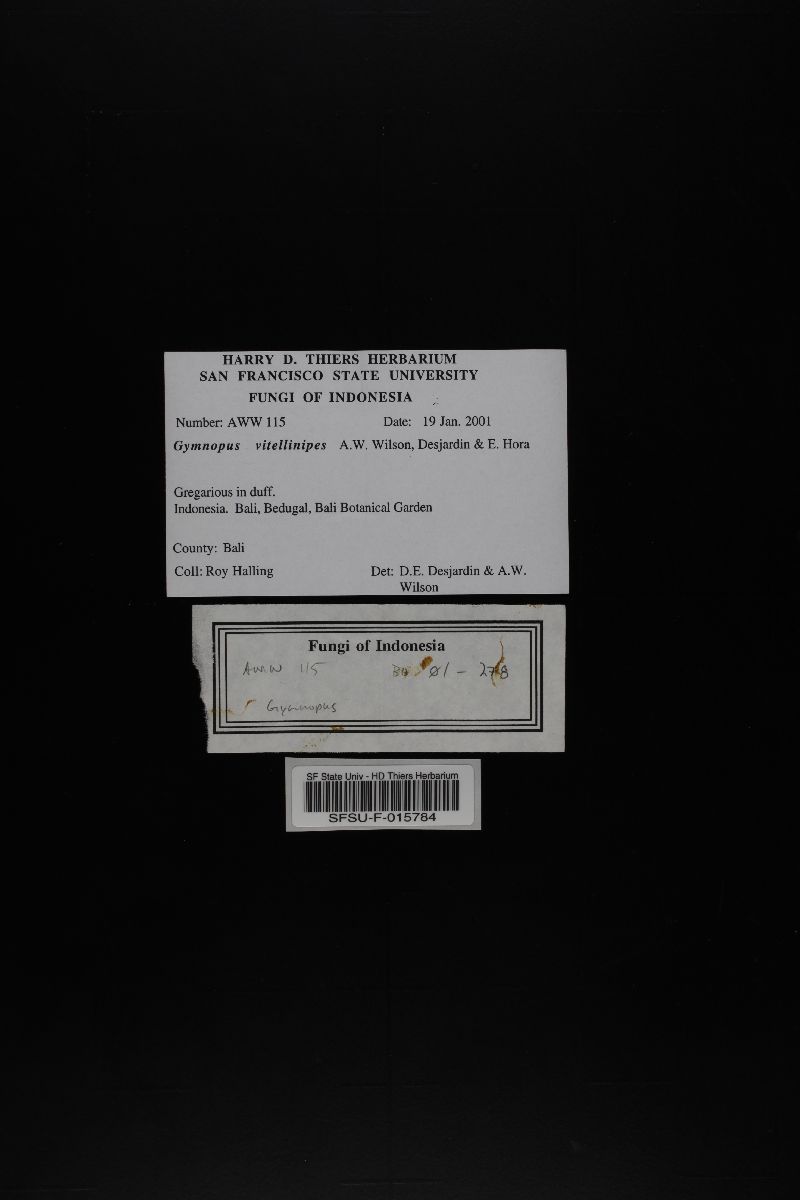 HARRY D. THIERS HERBARIUM
SAN FRANCISCO STATE UNIVERSITY
FUNGI OF INDONESIA
Number: AWW 115 Date: 19 Jan. 2001
Gymnopus vitellinipes A.W. Wilson, Desjardin & E. Hora
Gregarious in duff.
Indonesia. Bali, Bedugal, Bali Botanical Garden
County: Bali
Coll: Roy Halling Det: D.E. Desjardin & A.W.
Wilson
Fungi of Indonesia
AWW 115 01 - 278
Gymnopus
SF State Univ - HD Thiers Herbarium
SFSU-F-015784